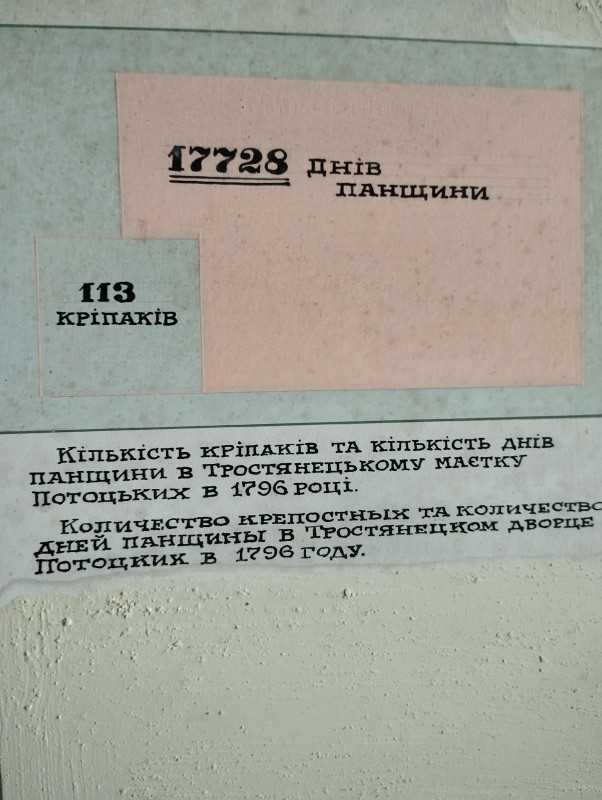 17728 днів
панщини
113
кріпаків
Кількість кріпаків та кількість днів
панщини в Тростянецькому маєтку
Потоцьких в 1796 році.
Количество крепостных та количество
дней панщины в Тростянецком дворце
Потоцких в 1796 году.